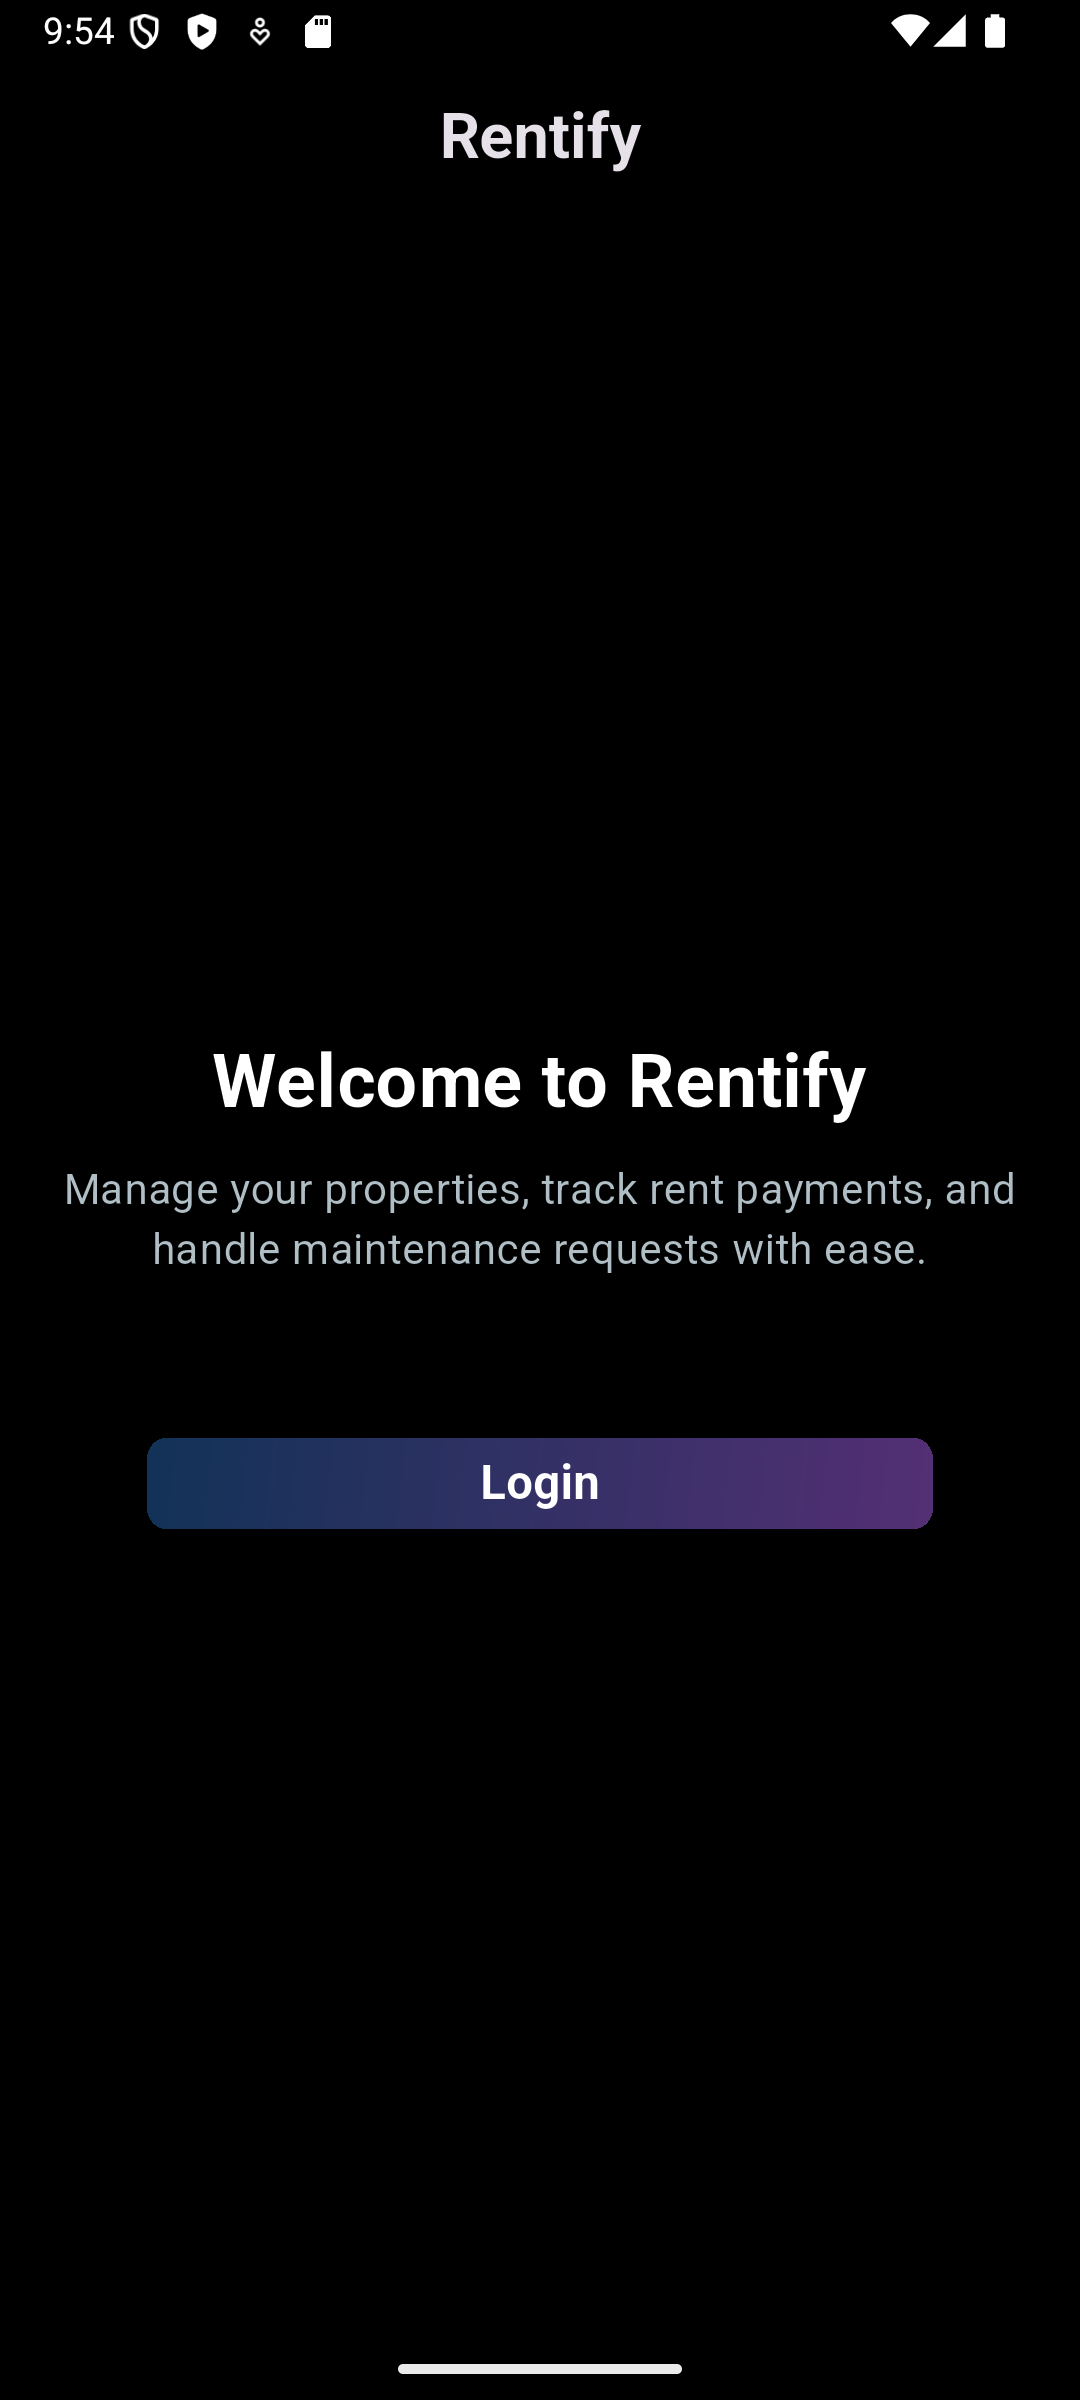 9:54
Rentify
Welcome to Rentify
Manage your properties, track rent payments, and
handle maintenance requests with ease.
Login